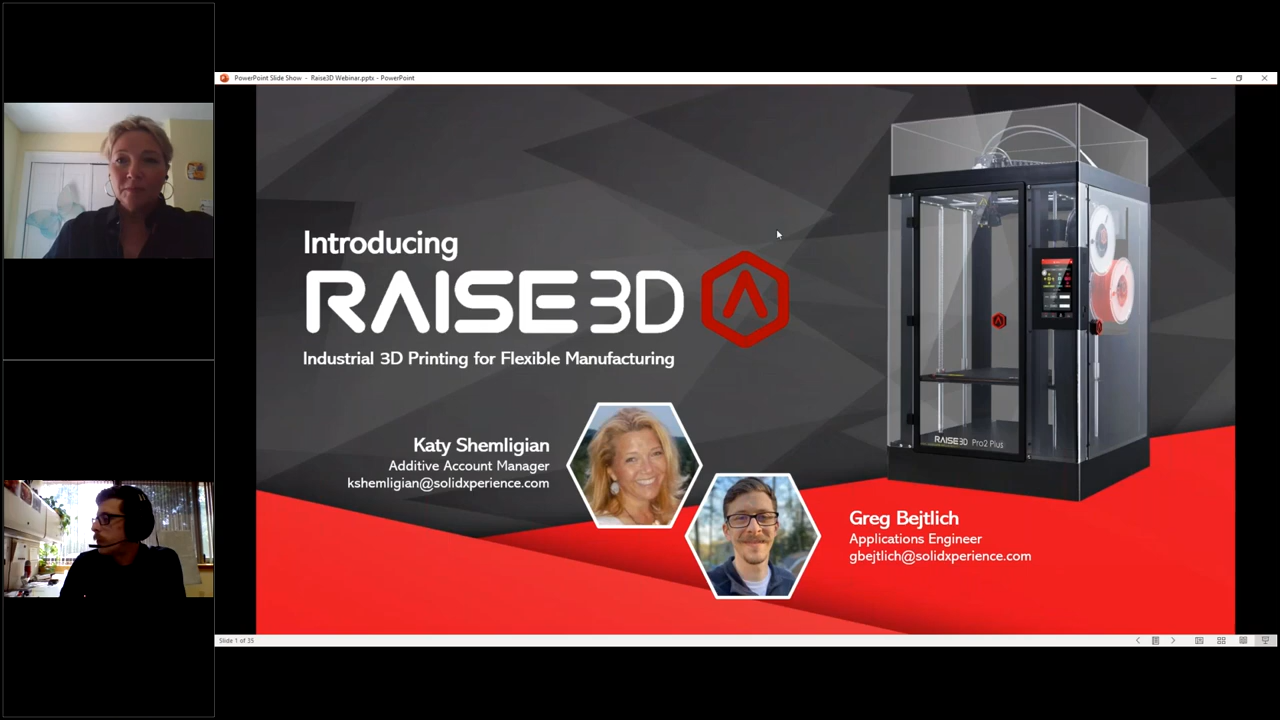 PowerPoint Slide Show - Raise3D Webinar.pptx - PowerPoint
Introducing
RAISE3D
Industrial 3D Printing for Flexible Manufacturing
Katy Shemligian
Additive Account Manager
kshemligian@solidxperience.com
Greg Bejtlich
Applications Engineer
gbejtlich@solidxperience.com
RAISE3D Pro2 Plus
Slide 1 of 35